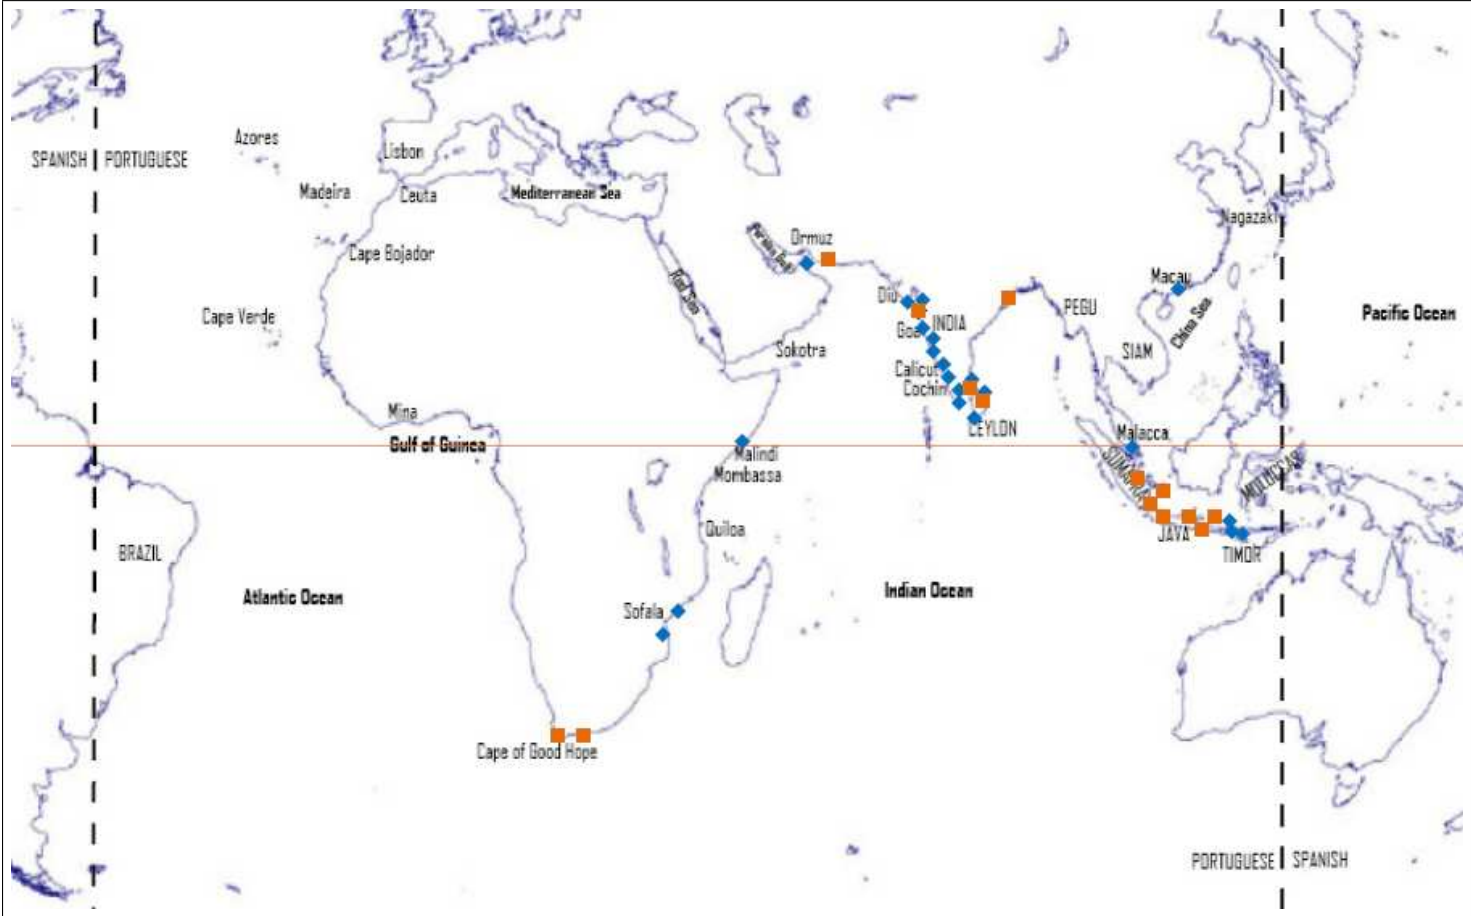 Azores
SPANISH
PORTUGUESE
Lisbon
Madeira
Ceuta
Mediterranean Sea
Nagazaki
Cape Bojador
Ormuz
Persian Gulf
Red Sea
Macau
Diu
Cape Verde
PEGU
Pacific Ocean
China Sea
Goa
INDIA
SIAM
Sokotra
Calicut
Cochin
Mina
CEYLON
Malacca
Gulf of Guinea
Malindi
Mombassa
SUMATRA
MOLUCCAS
Quiloa
JAVA
BRAZIL
TIMOR
Atlantic Ocean
Indian Ocean
Sofala
Cape of Good Hope
PORTUGUESE
SPANISH